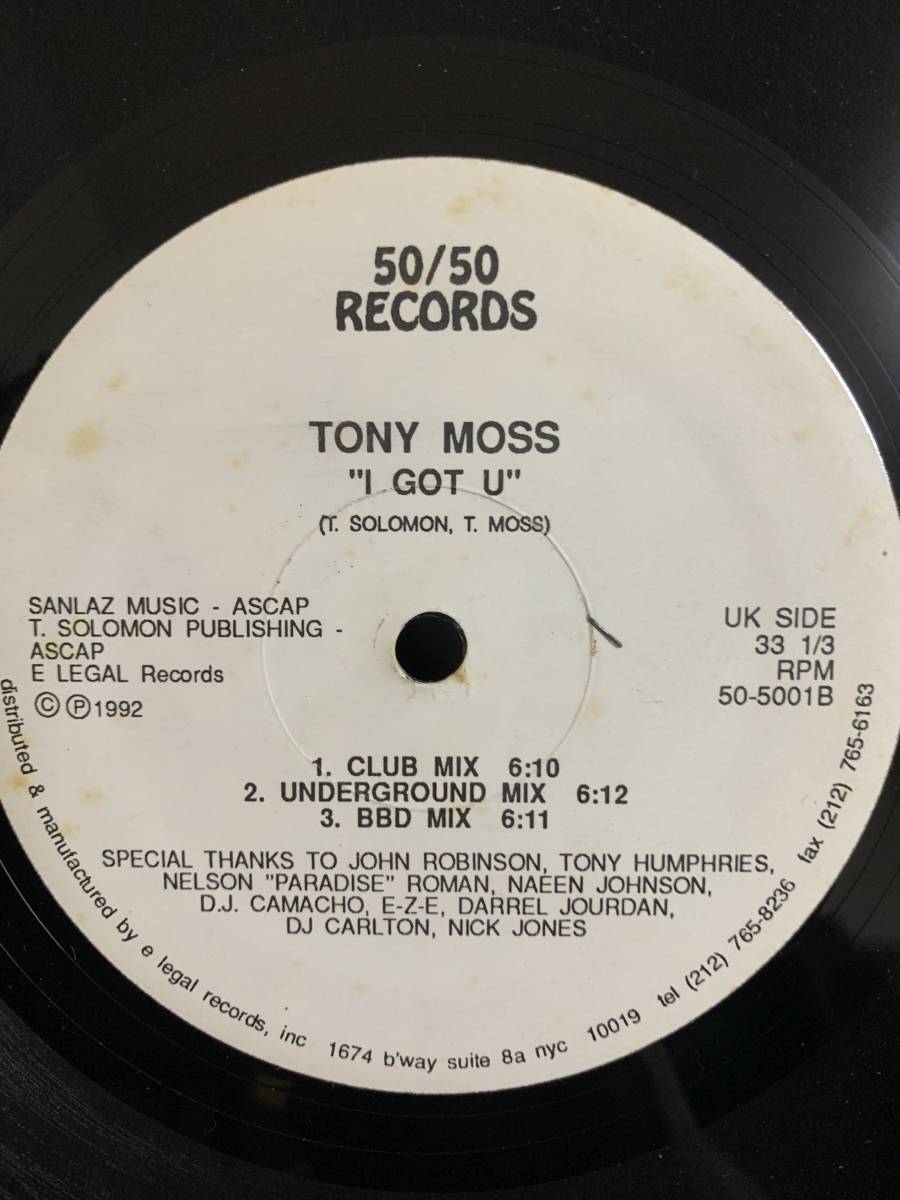 50/50
RECORDS
TONY MOSS
"I GOT U"
(T. SOLOMON, T. MOSS)
SANLAZ MUSIC - ASCAP
T. SOLOMON PUBLISHING -
ASCAP
E LEGAL Records
©℗1992
UK SIDE
33 1/3
RPM
50-5001B
1. CLUB MIX 6:10
2. UNDERGROUND MIX 6:12
3. BBD MIX 6:11
SPECIAL THANKS TO JOHN ROBINSON, TONY HUMPHRIES,
NELSON "PARADISE" ROMAN, NAEEN JOHNSON,
D.J. CAMACHO, E-Z-E, DARREL JOURDAN,
DJ CARLTON, NICK JONES
distributed & manufactured by e legal records, inc 1674 b'way suite 8a nyc 10019 tel (212) 765-8236 fax (212) 765-6163